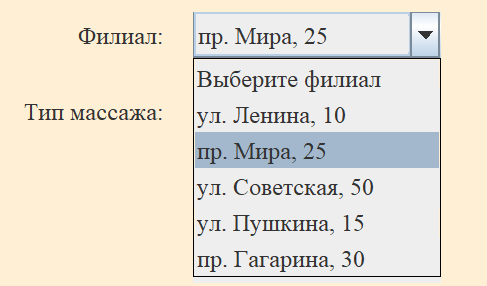 Филиал: пр. Мира, 25
Выберите филиал
ул. Ленина, 10
Тип массажа:
пр. Мира, 25
ул. Советская, 50
ул. Пушкина, 15
пр. Гагарина, 30